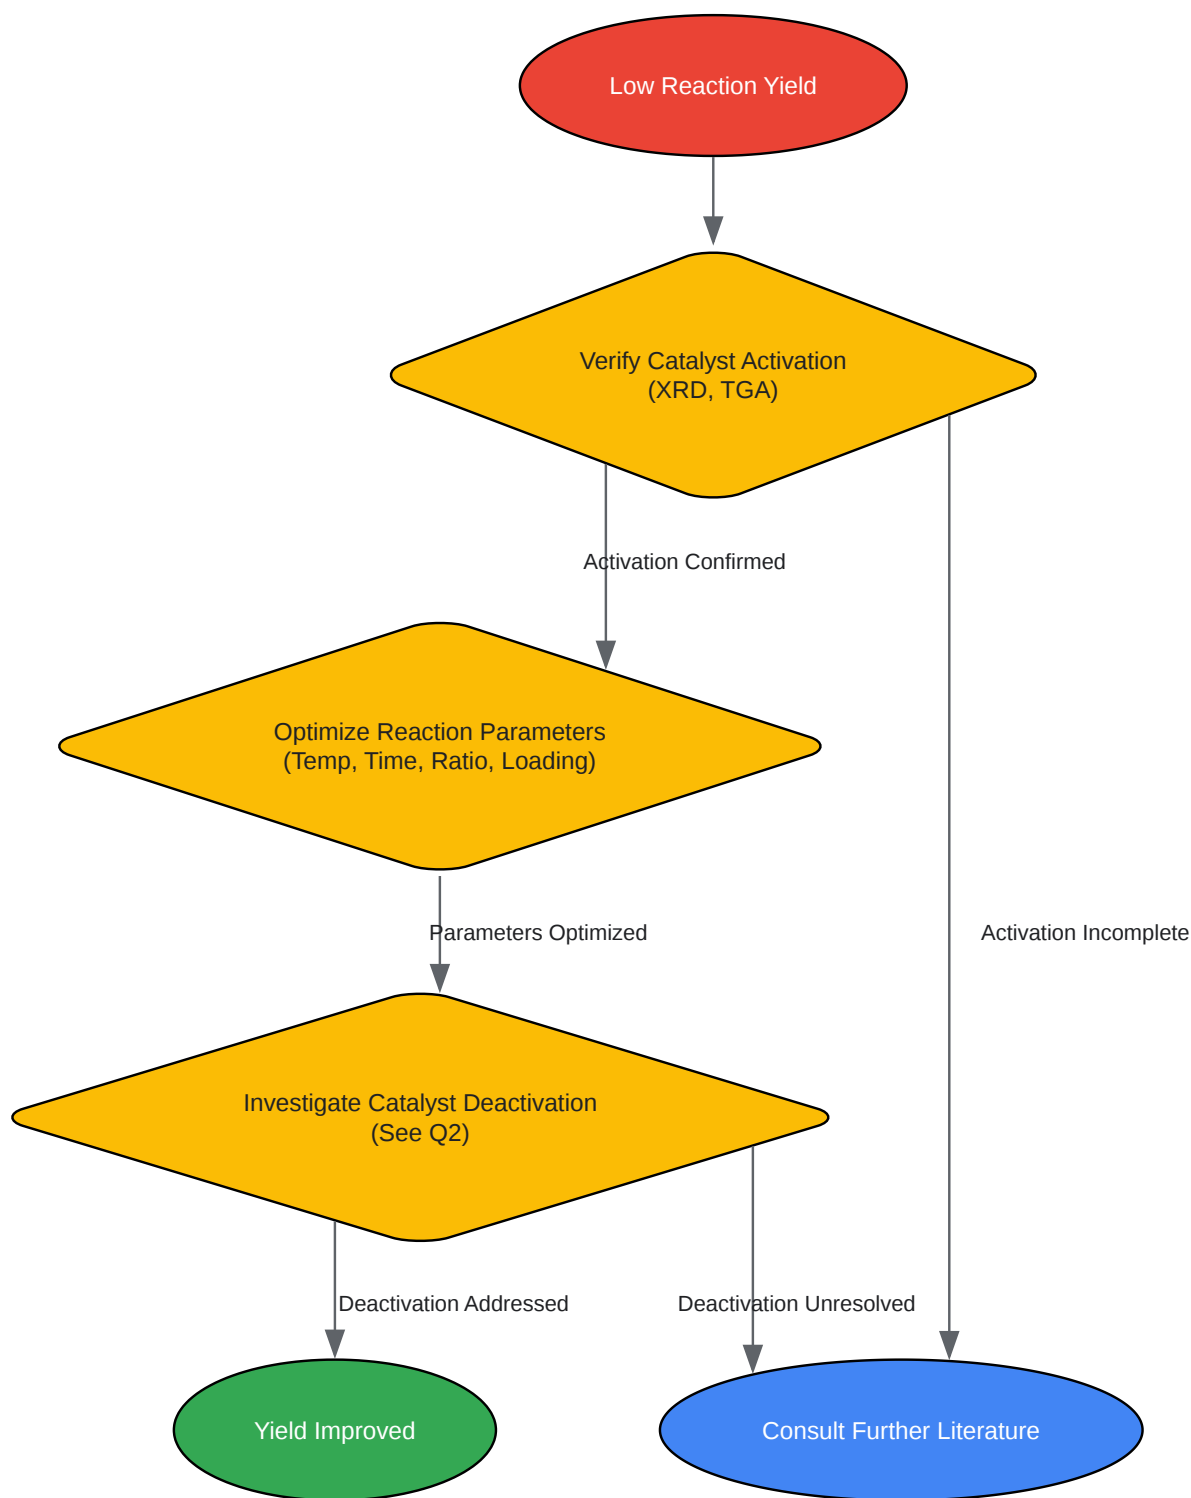 Low Reaction Yield
Verify Catalyst Activation
(XRD, TGA)
Activation Confirmed
Optimize Reaction Parameters
(Temp, Time, Ratio, Loading)
Parameters Optimized
Activation Incomplete
Investigate Catalyst Deactivation
(See Q2)
Deactivation Addressed
Deactivation Unresolved
Yield Improved
Consult Further Literature